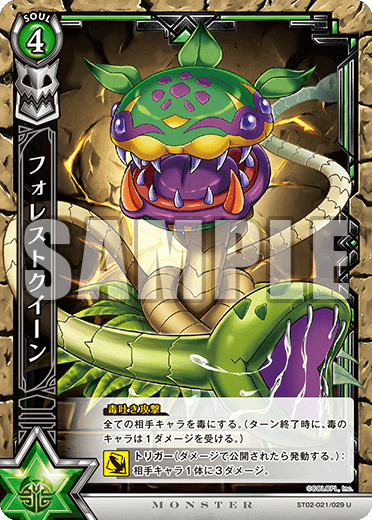 SOUL
4
フォレストクイーン
SAMPLE
毒吐き攻撃
全ての相手キャラを毒にする。(ターン終了時に、毒の
キャラは1ダメージを受ける。)
トリガー(ダメージで公開されたら発動する。):
相手キャラ1体に3ダメージ。
©COLOPL, Inc.
MONSTER
ST02-021/029 U